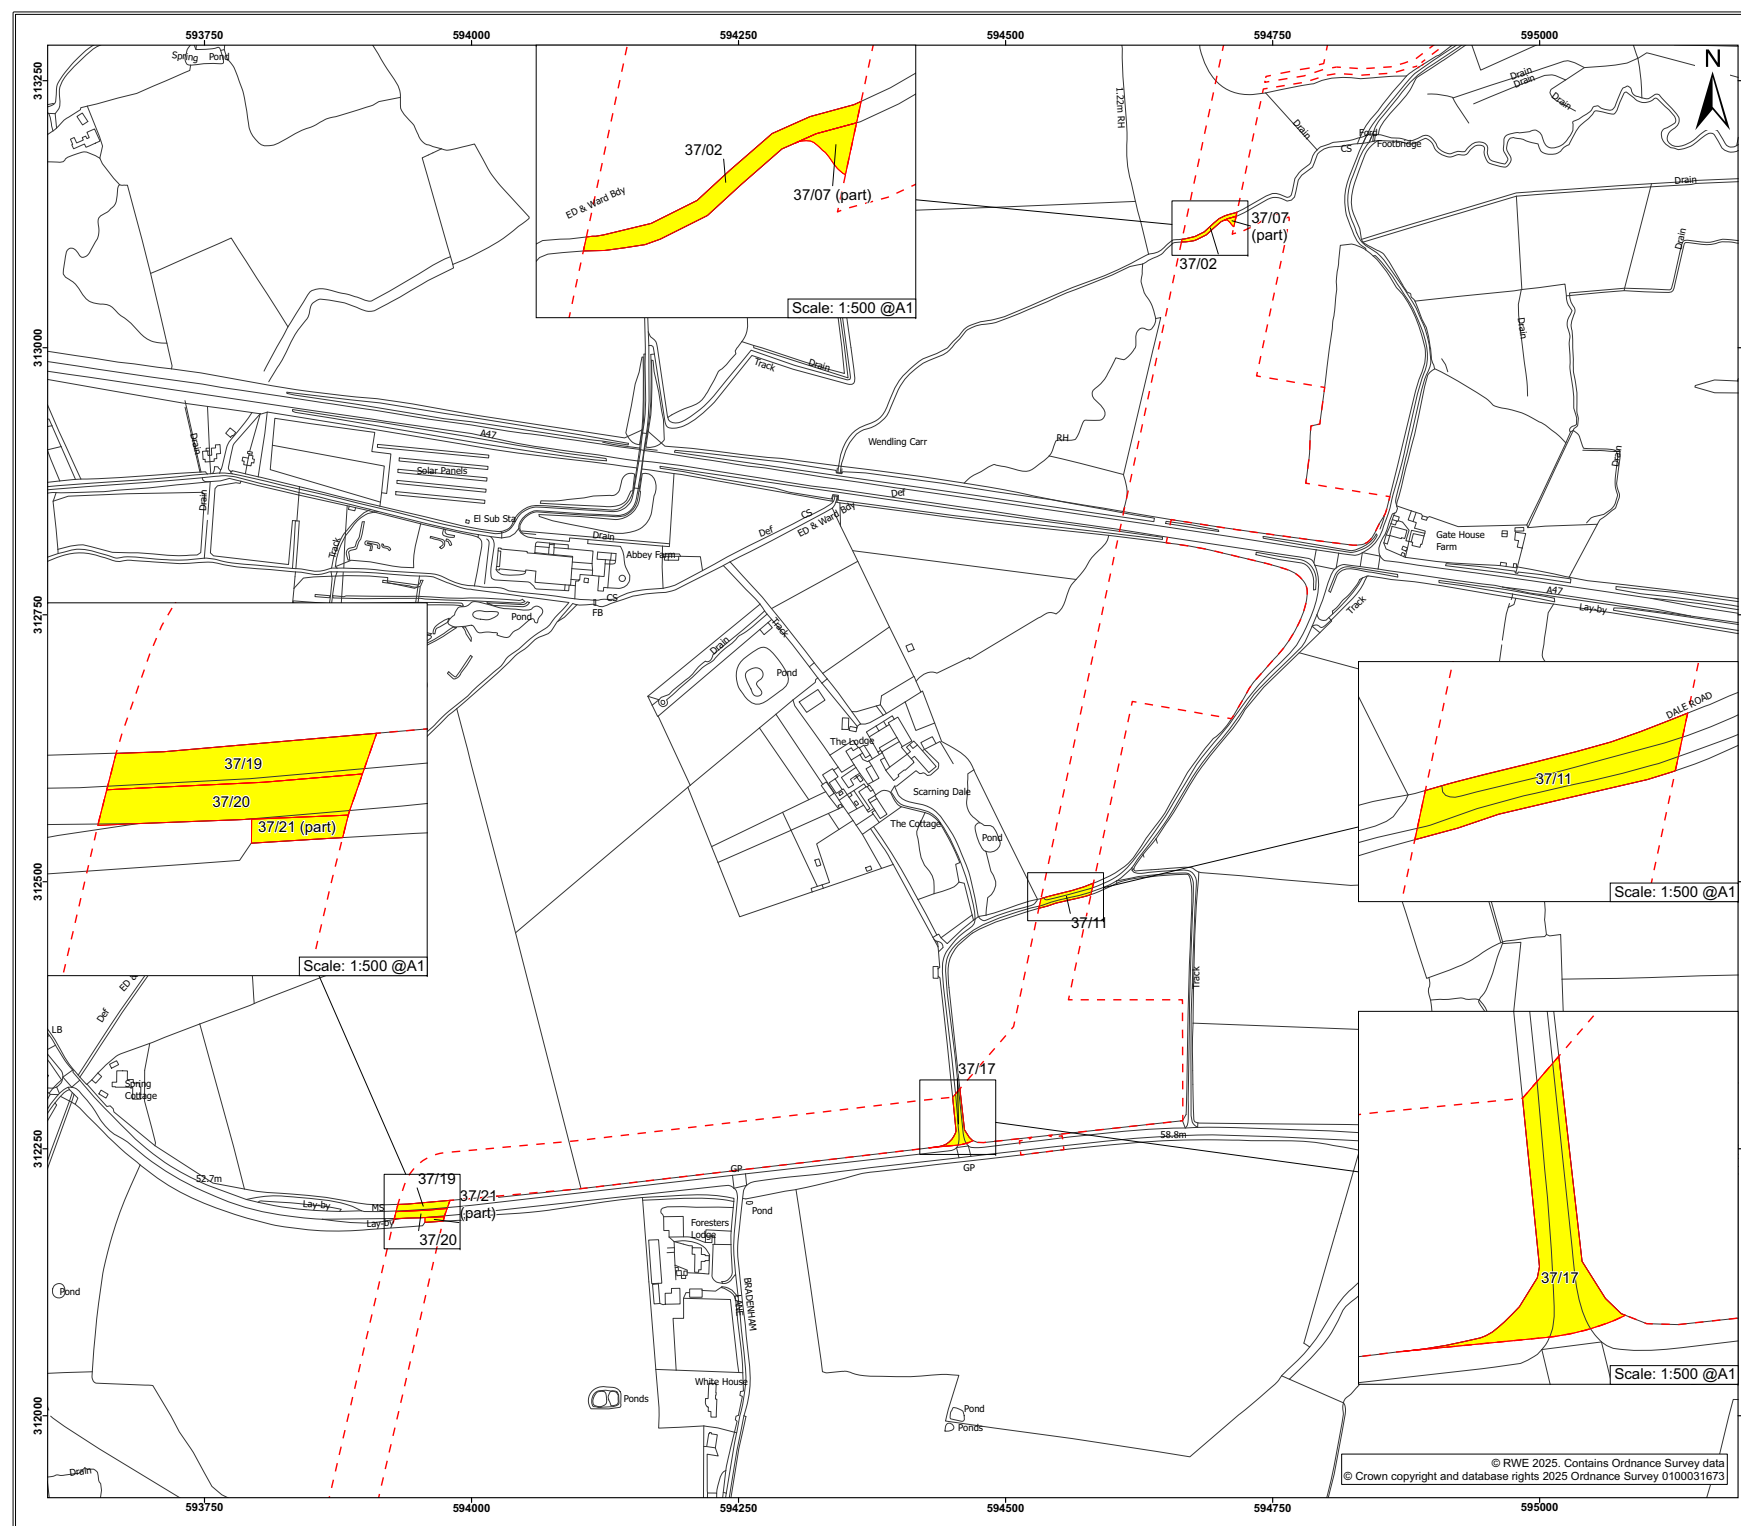 593750
594000
594250
594500
594750
595000
313250
313000
312750
312500
312250
312000
Spring
Pond
N
37/02
37/07 (part)
ED & Ward Bdy
Scale: 1:500 @A1
1.22m RH
Drain
Drain
Drain
Drain
Ford
CS
Footbridge
Drain
37/07
(part)
37/02
Drain
Drain
Drain
Track
Drain
Wendling Carr
RH
A47
Drain
Solar Panels
Drain
El Sub Sta
Track
Drain
Abbey Farm
Def
Def
CS
ED & Ward Bdy
CS
FB
Pond
Gate House
Farm
A47
Lay-by
Track
Drain
Track
Pond
The Lodge
Scarning Dale
The Cottage
Pond
37/19
37/20
37/21 (part)
Scale: 1:500 @A1
DALE ROAD
37/11
Scale: 1:500 @A1
37/11
Track
ED &
Def
LB
Spring
Cottage
52.7m
Lay-by
MS
Lay-by
37/19
37/21
(part)
37/20
37/17
58.8m
GP
GP
Pond
Foresters
Lodge
BRADENHAM
LANE
White House
Ponds
Pond
Pond
Ponds
Drain
37/17
Scale: 1:500 @A1
© RWE 2025. Contains Ordnance Survey data
© Crown copyright and database rights 2025 Ordnance Survey 0100031673
593750
594000
594250
594500
594750
595000